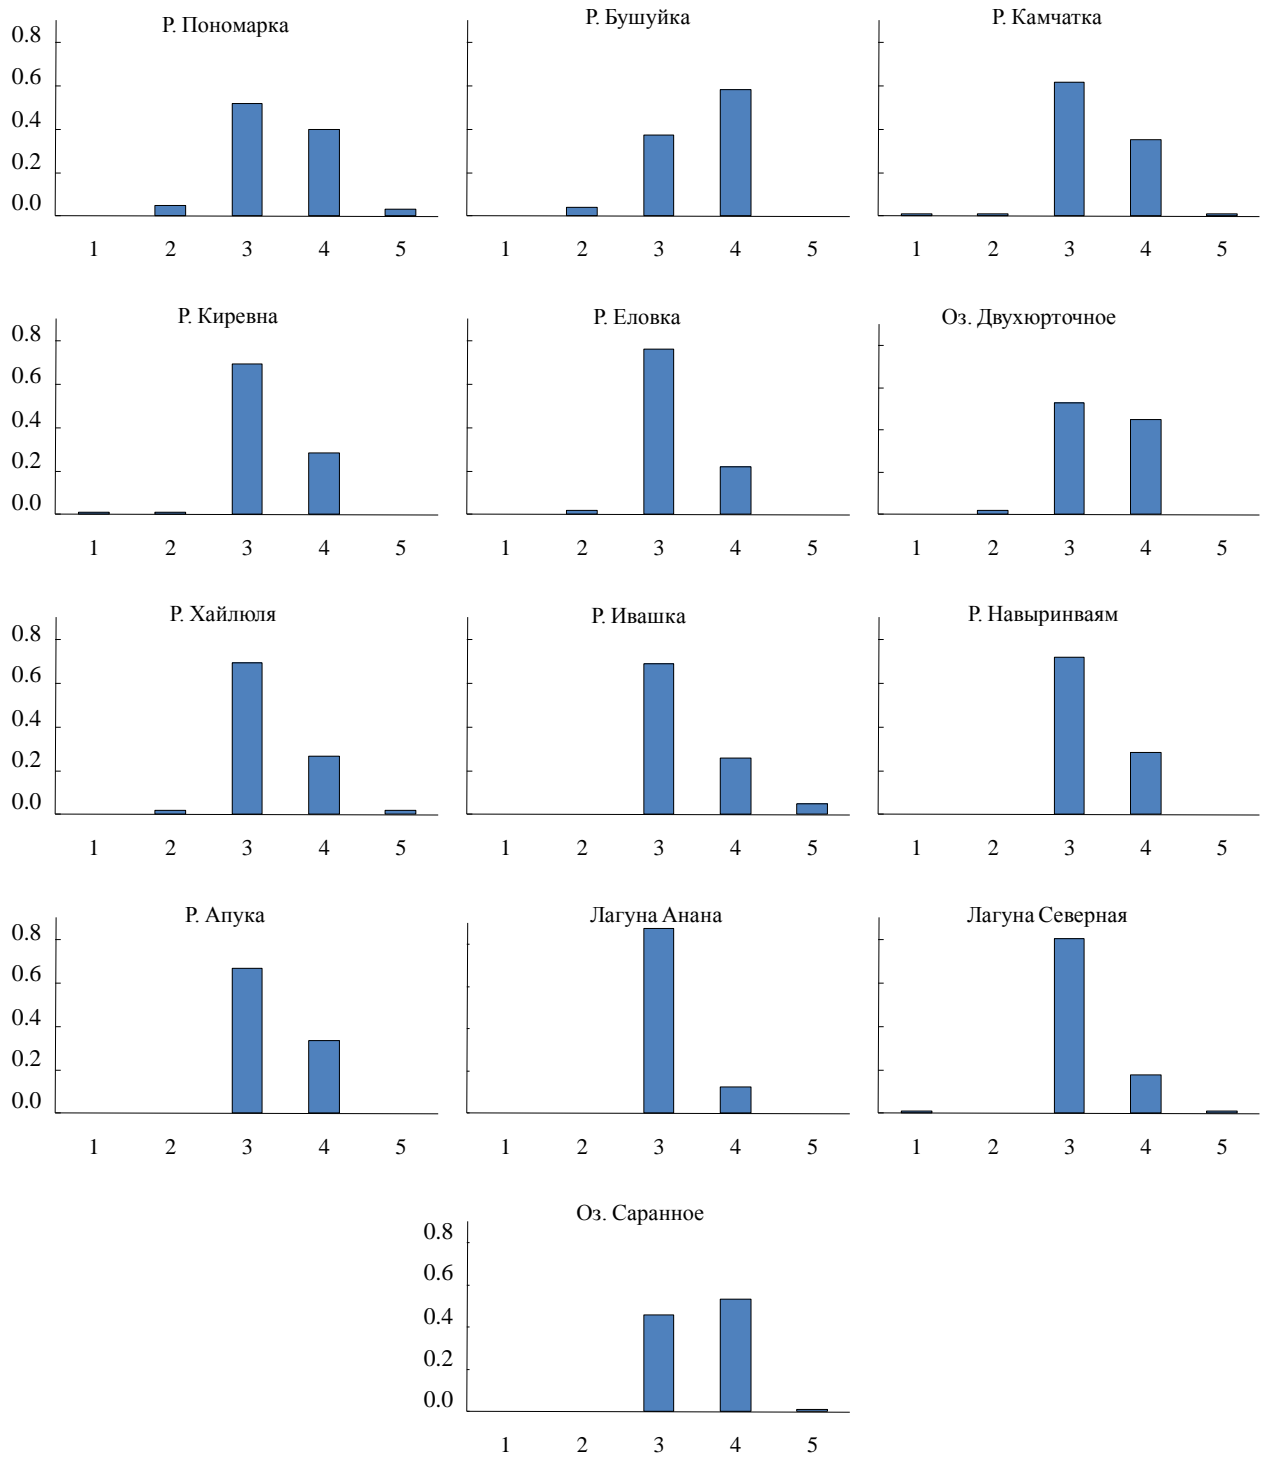 Р. Пономарка
Р. Бушуйка
Р. Камчатка
0.8
0.6
0.4
0.2
0.0
1 2 3 4 5
1 2 3 4 5
1 2 3 4 5
Р. Киревна
Р. Еловка
Оз. Двухюрточное
0.8
0.6
0.4
0.2
0.0
1 2 3 4 5
1 2 3 4 5
1 2 3 4 5
Р. Хайлюля
Р. Ивашка
Р. Навыринваям
0.8
0.6
0.4
0.2
0.0
1 2 3 4 5
1 2 3 4 5
1 2 3 4 5
Р. Апука
Лагуна Анана
Лагуна Северная
0.8
0.6
0.4
0.2
0.0
1 2 3 4 5
1 2 3 4 5
1 2 3 4 5
Оз. Саранное
0.8
0.6
0.4
0.2
0.0
1 2 3 4 5